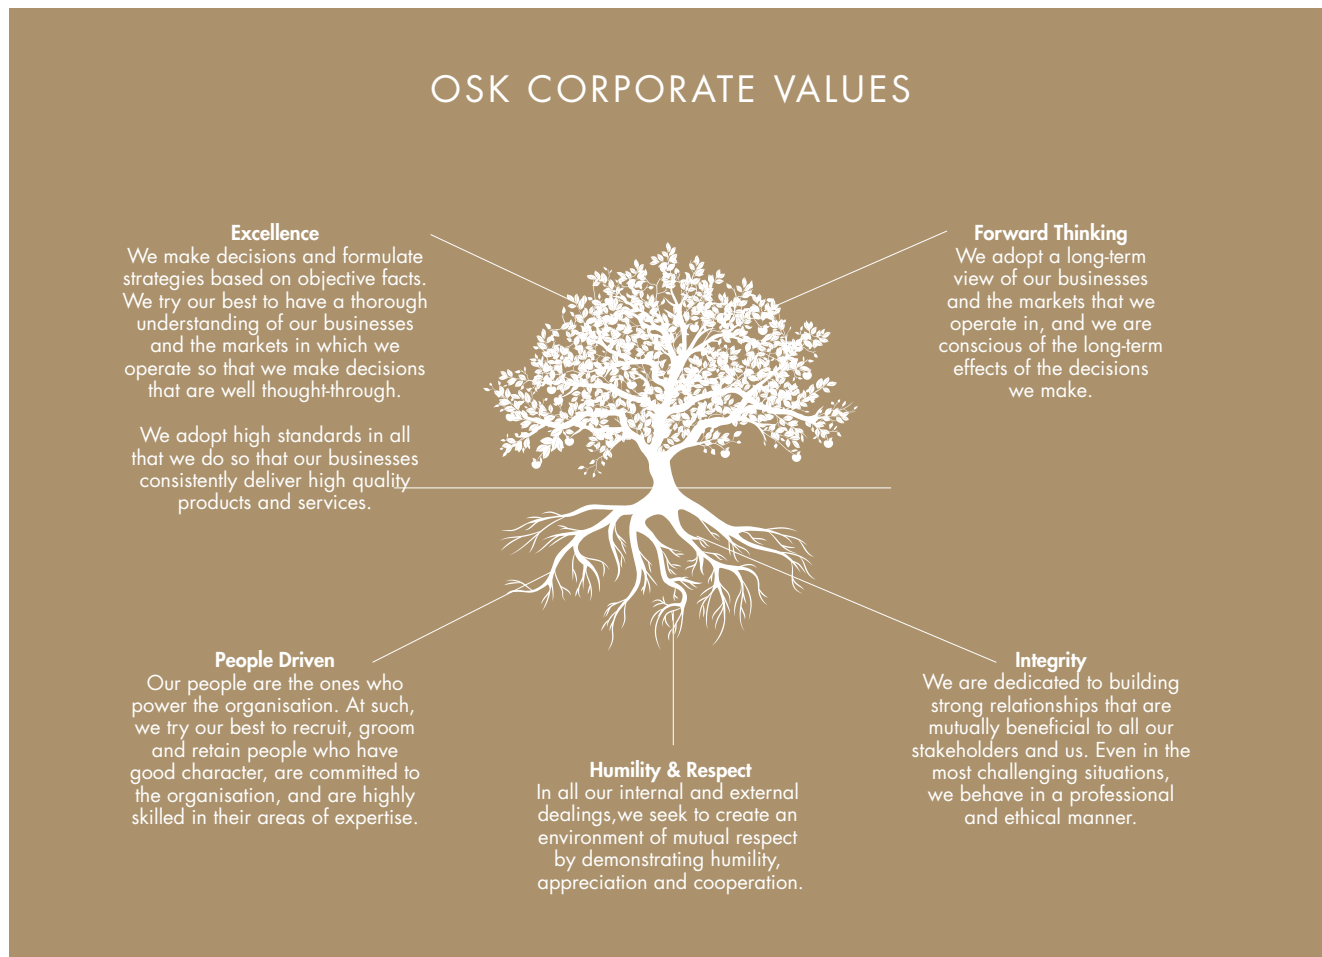 OSK CORPORATE VALUES
Excellence
We make decisions and formulate
strategies based on objective facts.
We try our best to have a thorough
understanding of our businesses
and the markets in which we
operate so that we make decisions
that are well thought-through.
We adopt high standards in all
that we do so that our businesses
consistently deliver high quality
products and services.
Forward Thinking
We adopt a long-term
view of our businesses
and the markets that we
operate in, and we are
conscious of the long-term
effects of the decisions
we make.
People Driven
Our people are the ones who
power the organisation. At such,
we try our best to recruit, groom
and retain people who have
good character, are committed to
the organisation, and are highly
skilled in their areas of expertise.
Humility & Respect
In all our internal and external
dealings,we seek to create an
environment of mutual respect
by demonstrating humility,
appreciation and cooperation.
Integrity
We are dedicated to building
strong relationships that are
mutually beneficial to all our
stakeholders and us. Even in the
most challenging situations,
we behave in a professional
and ethical manner.